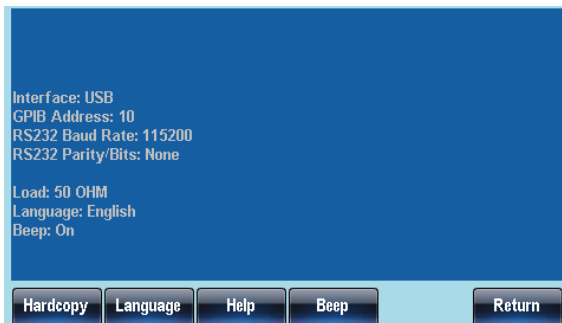 Interface: USB
GPIB Address: 10
RS232 Baud Rate: 115200
RS232 Parity/Bits: None
Load: 50 OHM
Language: English
Beep: On
Hardcopy Language Help Beep Return